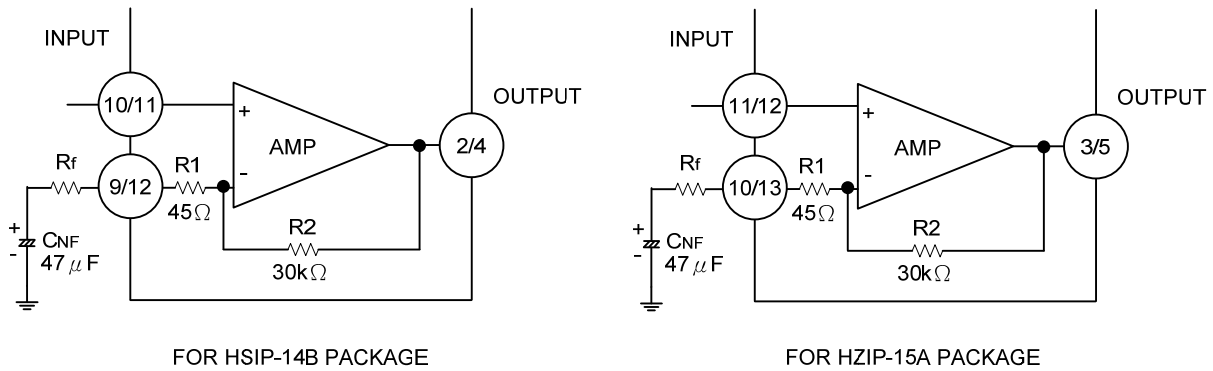 INPUT
10/11
+
AMP
-
OUTPUT
2/4
Rf
9/12
R1
45Ω
+
-
CNF
47μF
R2
30kΩ
FOR HSIP-14B PACKAGE
INPUT
11/12
+
AMP
-
OUTPUT
3/5
Rf
10/13
R1
45Ω
+
-
CNF
47μF
R2
30kΩ
FOR HZIP-15A PACKAGE